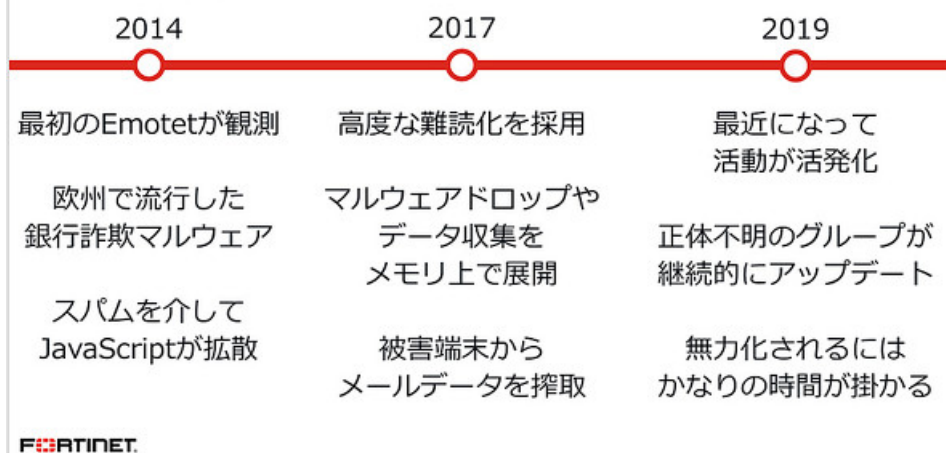 2014
最初のEmotetが観測
欧州で流行した
銀行詐欺マルウェア
スパムを介して
JavaScriptが拡散
2017
高度な難読化を採用
マルウェアドロップや
データ収集を
メモリ上で展開
被害端末から
メールデータを搾取
2019
最近になって
活動が活発化
正体不明のグループが
継続的にアップデート
無力化されるには
かなりの時間が掛かる
FORTINET